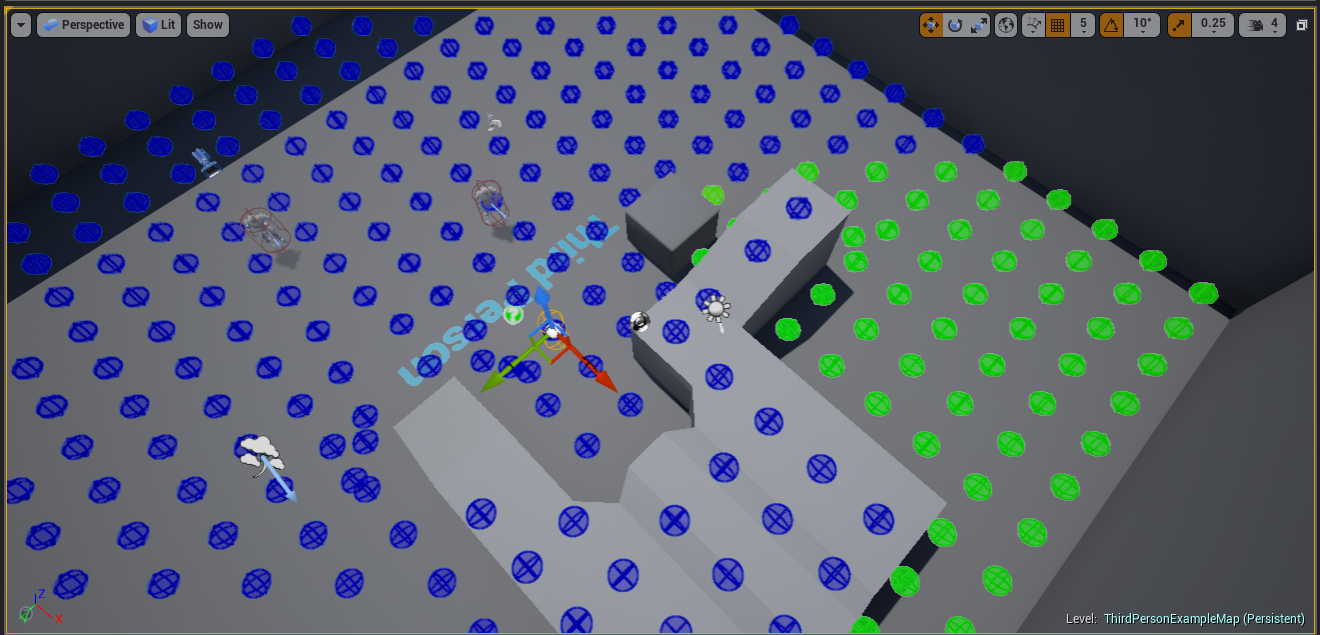 Perspective Lit Show 5 10° 0.25 4
Third Person
Z
X
Level: ThirdPersonExampleMap (Persistent)